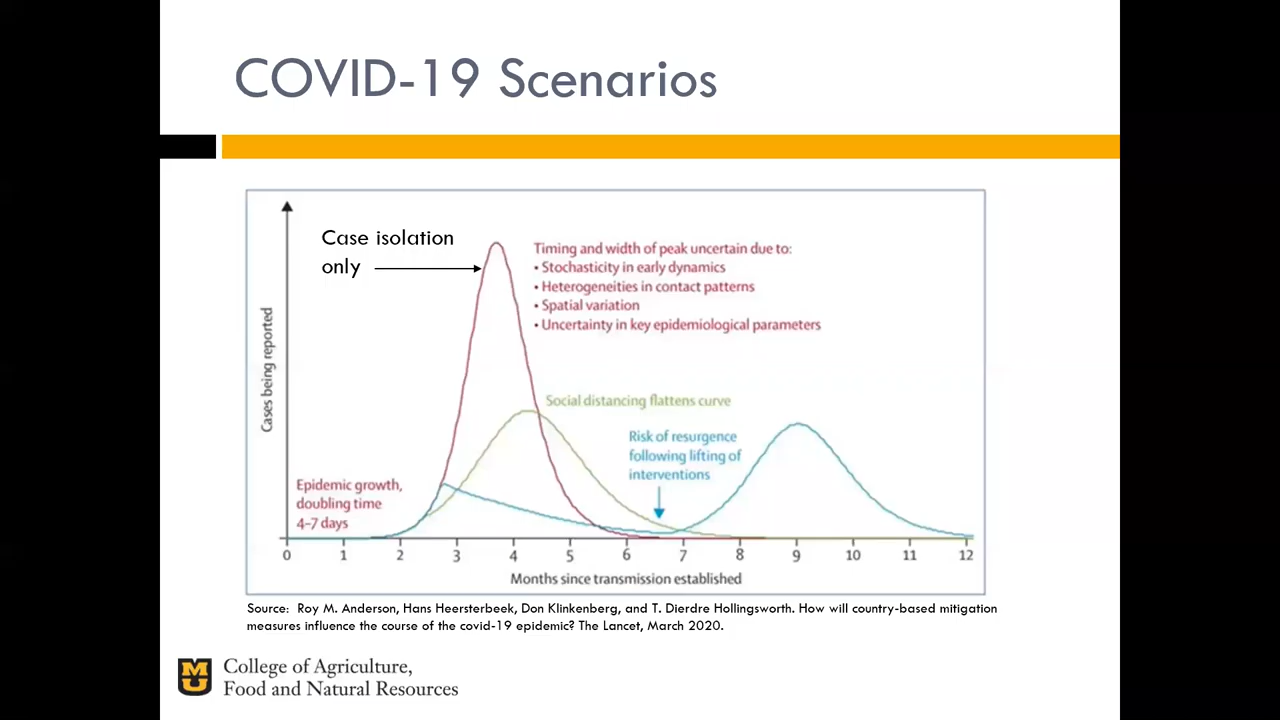 COVID-19 Scenarios
Case isolation
only
Timing and width of peak uncertain due to:
• Stochasticity in early dynamics
• Heterogeneities in contact patterns
• Spatial variation
• Uncertainty in key epidemiological parameters
Cases being reported
Social distancing flattens curve
Risk of resurgence
following lifting of
interventions
Epidemic growth,
doubling time
4–7 days
0 1 2 3 4 5 6 7 8 9 10 11 12
Months since transmission established
Source: Roy M. Anderson, Hans Heersterbeek, Don Klinkenberg, and T. Dierdre Hollingsworth. How will country-based mitigation
measures influence the course of the covid-19 epidemic? The Lancet, March 2020.
MU
College of Agriculture,
Food and Natural Resources